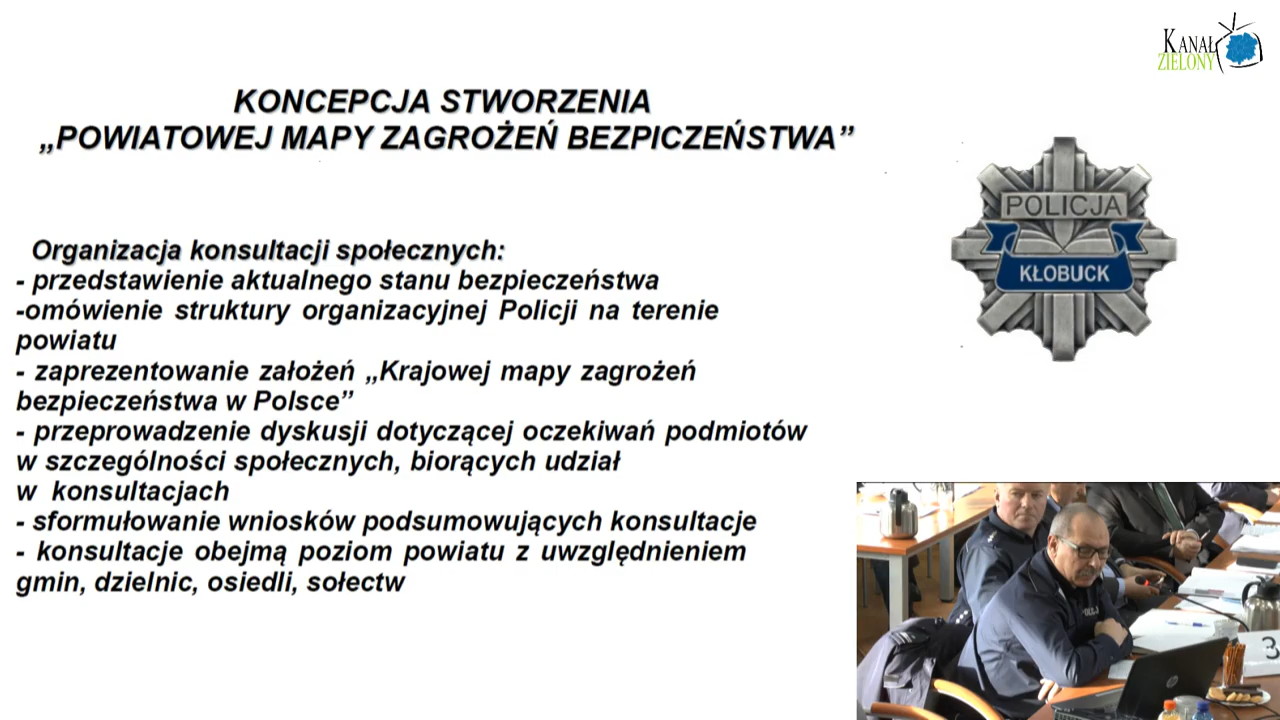 KANAŁ
ZIELONY
KONCEPCJA STWORZENIA
„POWIATOWEJ MAPY ZAGROŻEŃ BEZPICZEŃSTWA”
POLICJA
KŁOBUCK
Organizacja konsultacji społecznych:
- przedstawienie aktualnego stanu bezpieczeństwa
-omówienie struktury organizacyjnej Policji na terenie
powiatu
- zaprezentowanie założeń „Krajowej mapy zagrożeń
bezpieczeństwa w Polsce”
- przeprowadzenie dyskusji dotyczącej oczekiwań podmiotów
w szczególności społecznych, biorących udział
w konsultacjach
- sformułowanie wniosków podsumowujących konsultacje
- konsultacje obejmą poziom powiatu z uwzględnieniem
gmin, dzielnic, osiedli, sołectw
3